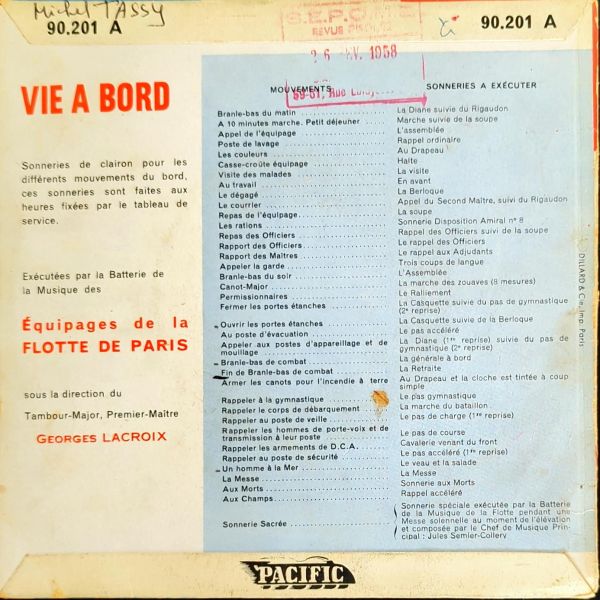 Michel TASSY
90.201 A
S.E.P.O.
REVUE DISQUES
2 6 1958
59-61, Rue
90.201 A
VIE A BORD
Sonneries de clairon pour les
différents mouvements du bord,
ces sonneries sont faites aux
heures fixées par le tableau de
service.
Exécutées par la Batterie de
la Musique des
Équipages de la
FLOTTE DE PARIS
sous la direction du
Tambour-Major, Premier-Maître
GEORGES LACROIX
MOUVEMENTS
Branle-bas du matin
A 10 minutes marche. Petit déjeuner
Appel de l'équipage
Poste de lavage
Les couleurs
Casse-croûte équipage
Visite des malades
Au travail
Le dégagé
Le courrier
Repas de l'équipage
Les rations
Repas des Officiers
Rapport des Officiers
Rapport des Maîtres
Appeler la garde
Branle-bas du soir
Canot-Major
Permissionnaires
Fermer les portes étanches
Ouvrir les portes étanches
Au poste d'évacuation
Appeler aux postes d'appareillage et de
mouillage
Branle-bas de combat
Fin de Branle-bas de combat
Armer les canots pour l'incendie à terre
Rappeler à la gymnastique
Rappeler le corps de débarquement
Rappeler au poste de veille
Rappeler les hommes de porte-voix et de
transmission à leur poste
Rappeler les armements de D.C.A.
Rappeler au poste de sécurité
Un homme à la Mer
La Messe
Aux Morts
Aux Champs
Sonnerie Sacrée
SONNERIES A EXÉCUTER
La Diane suivie du Rigaudon
Marche suivie de la soupe
L'assemblée
Rappel ordinaire
Au Drapeau
Halte
La visite
En avant
La Berloque
Appel du Second Maître, suivi du Rigaudon
La soupe
Sonnerie Disposition Amiral n° 8
Rappel des Officiers suivi de la soupe
Le rappel des Officiers
Le rappel aux Adjudants
Trois coups de langue
L'Assemblée
La marche des zouaves (8 mesures)
Le Ralliement
La Casquette suivie du pas de gymnastique
(2e reprise)
La Casquette suivie de la Berloque
Le pas accéléré
La Diane (1re reprise) suivie du pas de
gymnastique (2e reprise)
La générale à bord
La Retraite
Au Drapeau et la cloche est tintée à coup
simple
Le pas gymnastique
La marche du bataillon
Le pas de charge (1re reprise)
Le pas de course
Cavalerie venant du front
Le pas accéléré (1re reprise)
Le veau et la salade
La Messe
Sonnerie aux Morts
Rappel accéléré
Sonnerie spéciale exécutée par la Batterie
de la Musique de la Flotte pendant une
Messe solennelle au moment de l'élévation
et composée par le Chef de Musique Prin-
cipal : Jules Semler-Collery
DILLARD & Cie. Imp. Paris
PACIFIC